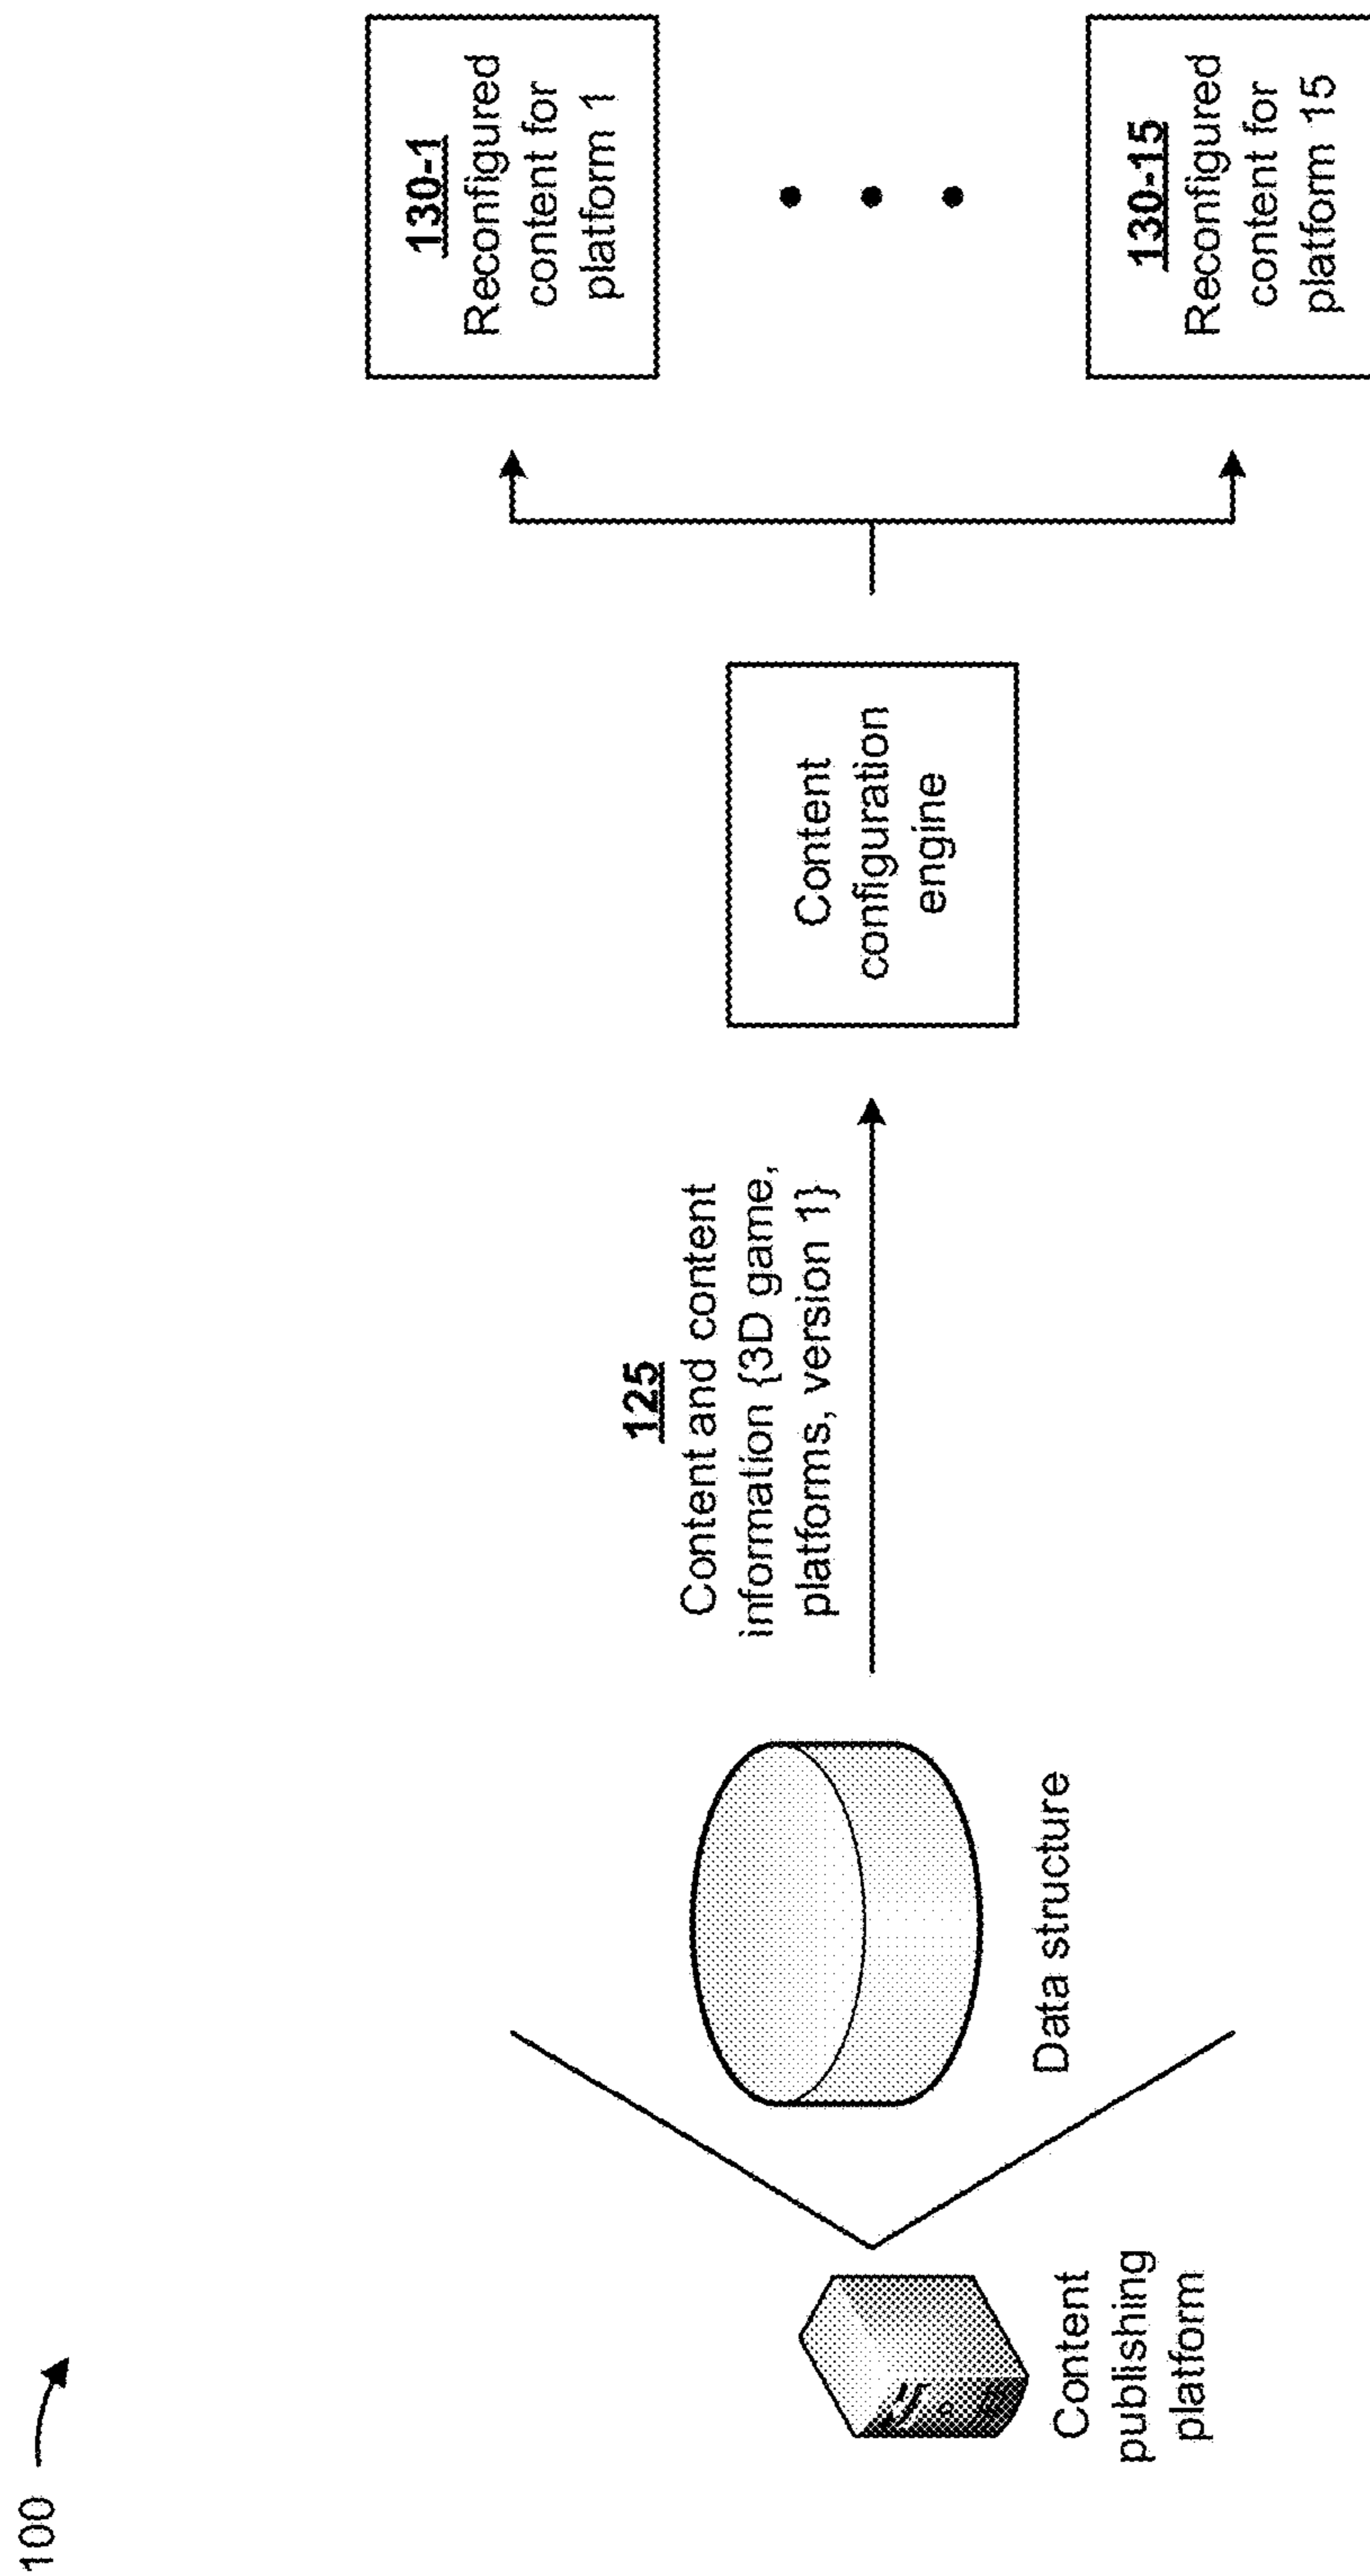 100
Content
publishing
platform
Data structure
125
Content and content
information {3D game,
platforms, version 1}
Content
configuration
engine
130-1
Reconfigured
content for
platform 1
130-15
Reconfigured
content for
platform 15